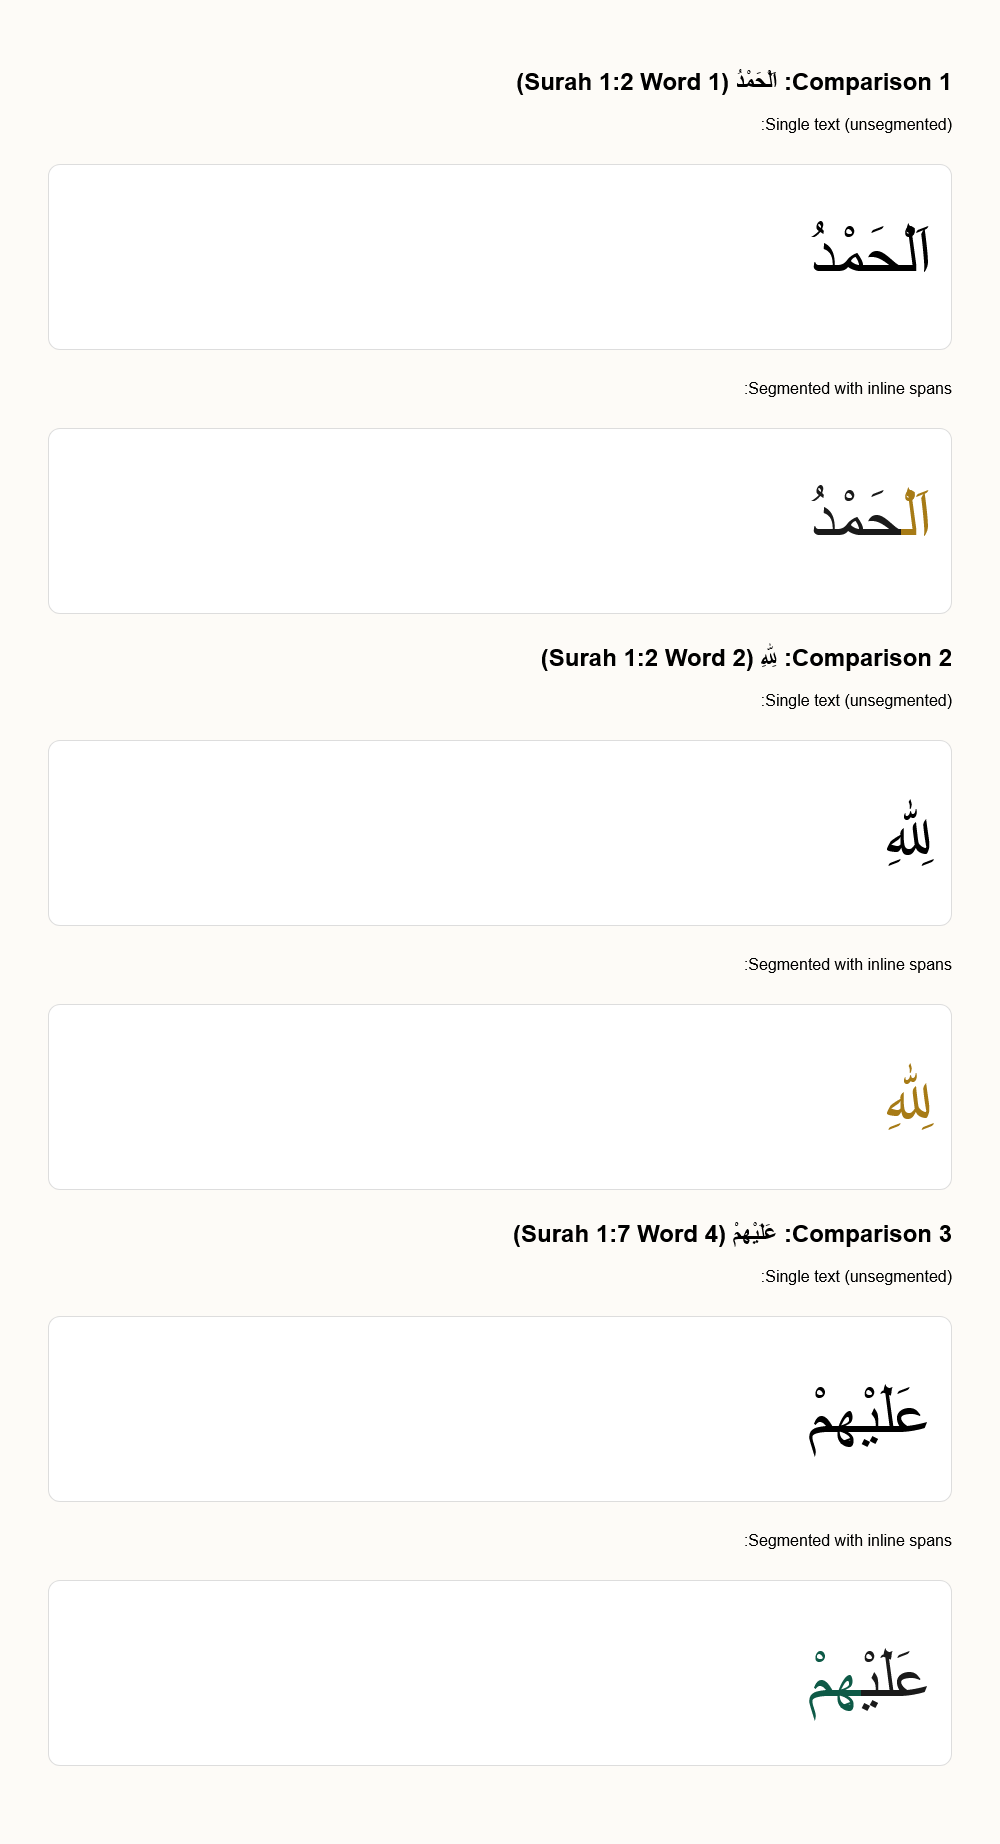 Comparison 1: اَلْحَمْدُ (Surah 1:2 Word 1)
Single text (unsegmented):
اَلْحَمْدُ
Segmented with inline spans:
اَلْحَمْدُ
Comparison 2: لِلّٰهِ (Surah 1:2 Word 2)
Single text (unsegmented):
لِلّٰهِ
Segmented with inline spans:
لِلّٰهِ
Comparison 3: عَلَيْهِمْ (Surah 1:7 Word 4)
Single text (unsegmented):
عَلَيْهِمْ
Segmented with inline spans:
عَلَيْهِمْ